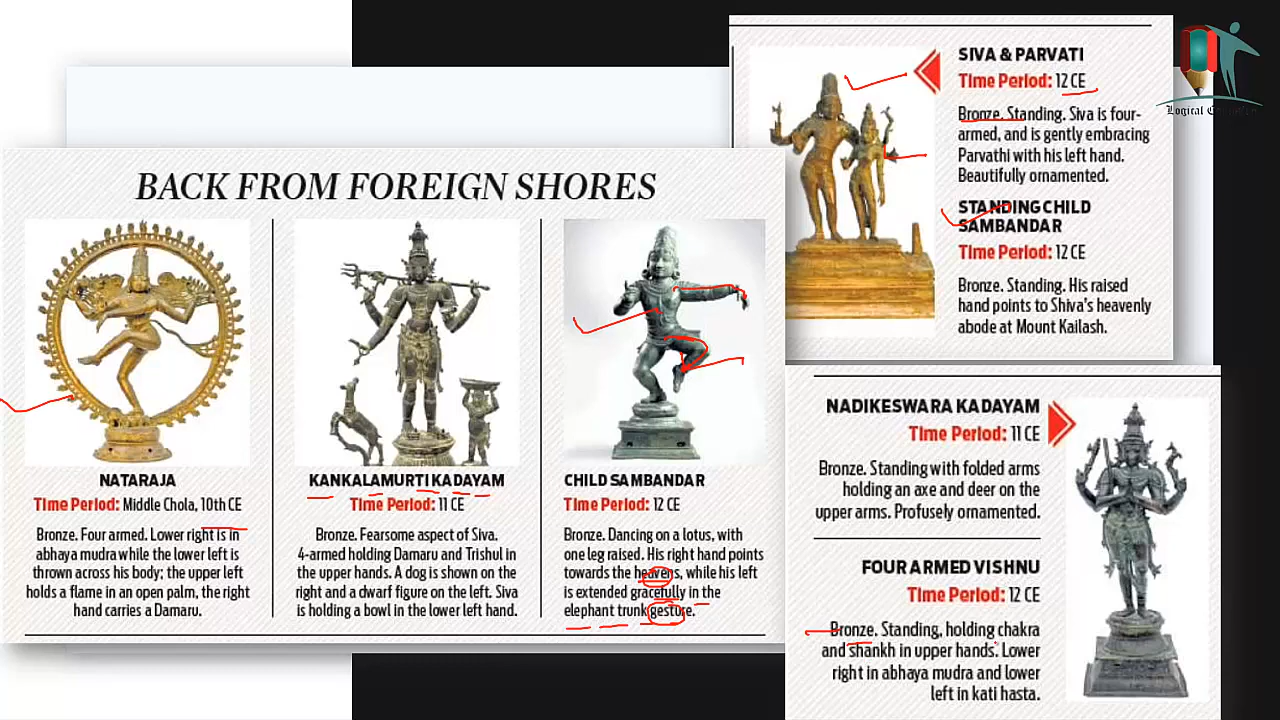 BACK FROM FOREIGN SHORES
NATARAJA
Time Period: Middle Chola, 10th CE
Bronze. Four armed. Lower right is in
abhaya mudra while the lower left is
thrown across his body; the upper left
holds a flame in an open palm, the right
hand carries a Damaru.
KANKALAMURTI KADAYAM
Time Period: 11 CE
Bronze. Fearsome aspect of Siva.
4-armed holding Damaru and Trishul in
the upper hands. A dog is shown on the
right and a dwarf figure on the left. Siva
is holding a bowl in the lower left hand.
CHILD SAMBANDAR
Time Period: 12 CE
Bronze. Dancing on a lotus, with
one leg raised. His right hand points
towards the heavens, while his left
is extended gracefully in the
elephant trunk gesture.
SIVA & PARVATI
Time Period: 12 CE
Bronze. Standing. Siva is four-
armed, and is gently embracing
Parvathi with his left hand.
Beautifully ornamented.
STANDING CHILD
SAMBANDAR
Time Period: 12 CE
Bronze. Standing. His raised
hand points to Shiva's heavenly
abode at Mount Kailash.
NADIKESWARA KADAYAM
Time Period: 11 CE
Bronze. Standing with folded arms
holding an axe and deer on the
upper arms. Profusely ornamented.
FOUR ARMED VISHNU
Time Period: 12 CE
Bronze. Standing, holding chakra
and shankh in upper hands. Lower
right in abhaya mudra and lower
left in kati hasta.
Logical